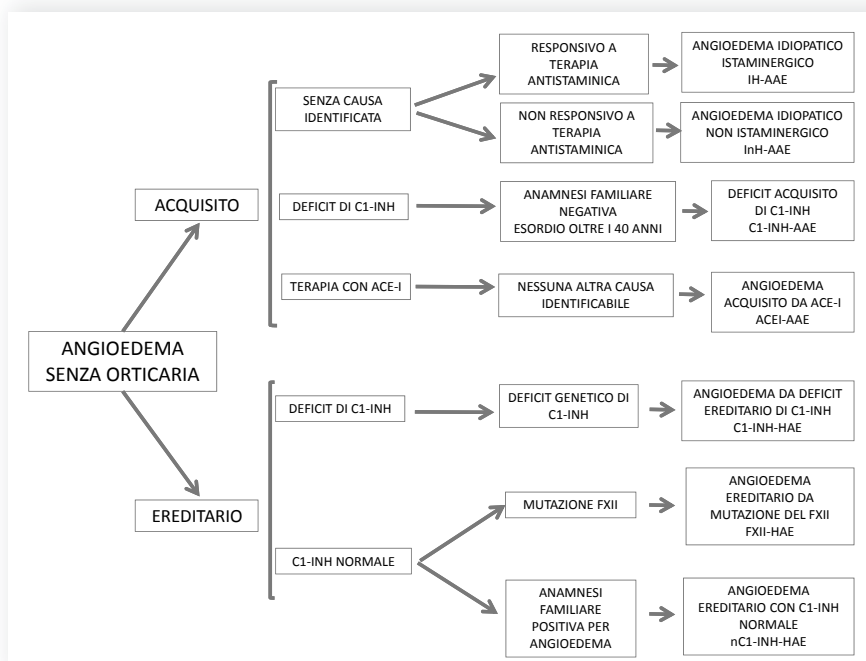 ANGIOEDEMA
SENZA ORTICARIA
ACQUISITO
SENZA CAUSA
IDENTIFICATA
RESPONSIVO A
TERAPIA
ANTISTAMINICA
ANGIOEDEMA IDIOPATICO
ISTAMINERGICO
IH-AAE
NON RESPONSIVO A
TERAPIA
ANTISTAMINICA
ANGIOEDEMA IDIOPATICO
NON ISTAMINERGICO
InH-AAE
DEFICIT DI C1-INH
ANAMNESI FAMILIARE
NEGATIVA
ESORDIO OLTRE I 40 ANNI
DEFICIT ACQUISITO
DI C1-INH
C1-INH-AAE
TERAPIA CON ACE-I
NESSUNA ALTRA CAUSA
IDENTIFICABILE
ANGIOEDEMA
ACQUISITO DA ACE-I
ACEI-AAE
EREDITARIO
DEFICIT DI C1-INH
DEFICIT GENETICO DI
C1-INH
ANGIOEDEMA DA DEFICIT
EREDITARIO DI C1-INH
C1-INH-HAE
C1-INH NORMALE
MUTAZIONE FXII
ANGIOEDEMA
EREDITARIO DA
MUTAZIONE DEL FXII
FXII-HAE
ANAMNESI
FAMILIARE
POSITIVA PER
ANGIOEDEMA
ANGIOEDEMA
EREDITARIO CON C1-INH
NORMALE
nC1-INH-HAE